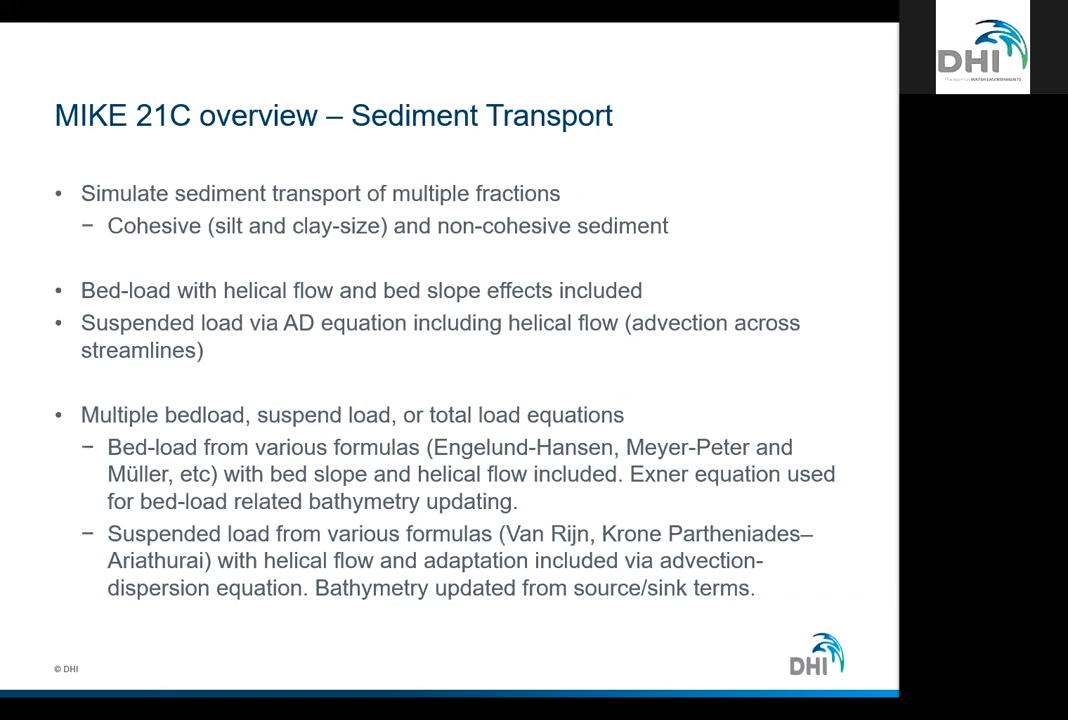 MIKE 21C overview – Sediment Transport
• Simulate sediment transport of multiple fractions
− Cohesive (silt and clay-size) and non-cohesive sediment
• Bed-load with helical flow and bed slope effects included
• Suspended load via AD equation including helical flow (advection across
streamlines)
• Multiple bedload, suspend load, or total load equations
− Bed-load from various formulas (Engelund-Hansen, Meyer-Peter and
Müller, etc) with bed slope and helical flow included. Exner equation used
for bed-load related bathymetry updating.
− Suspended load from various formulas (Van Rijn, Krone Partheniades–
Ariathurai) with helical flow and adaptation included via advection-
dispersion equation. Bathymetry updated from source/sink terms.
© DHI
DHI
DHI
WATER ENVIRONMENTS